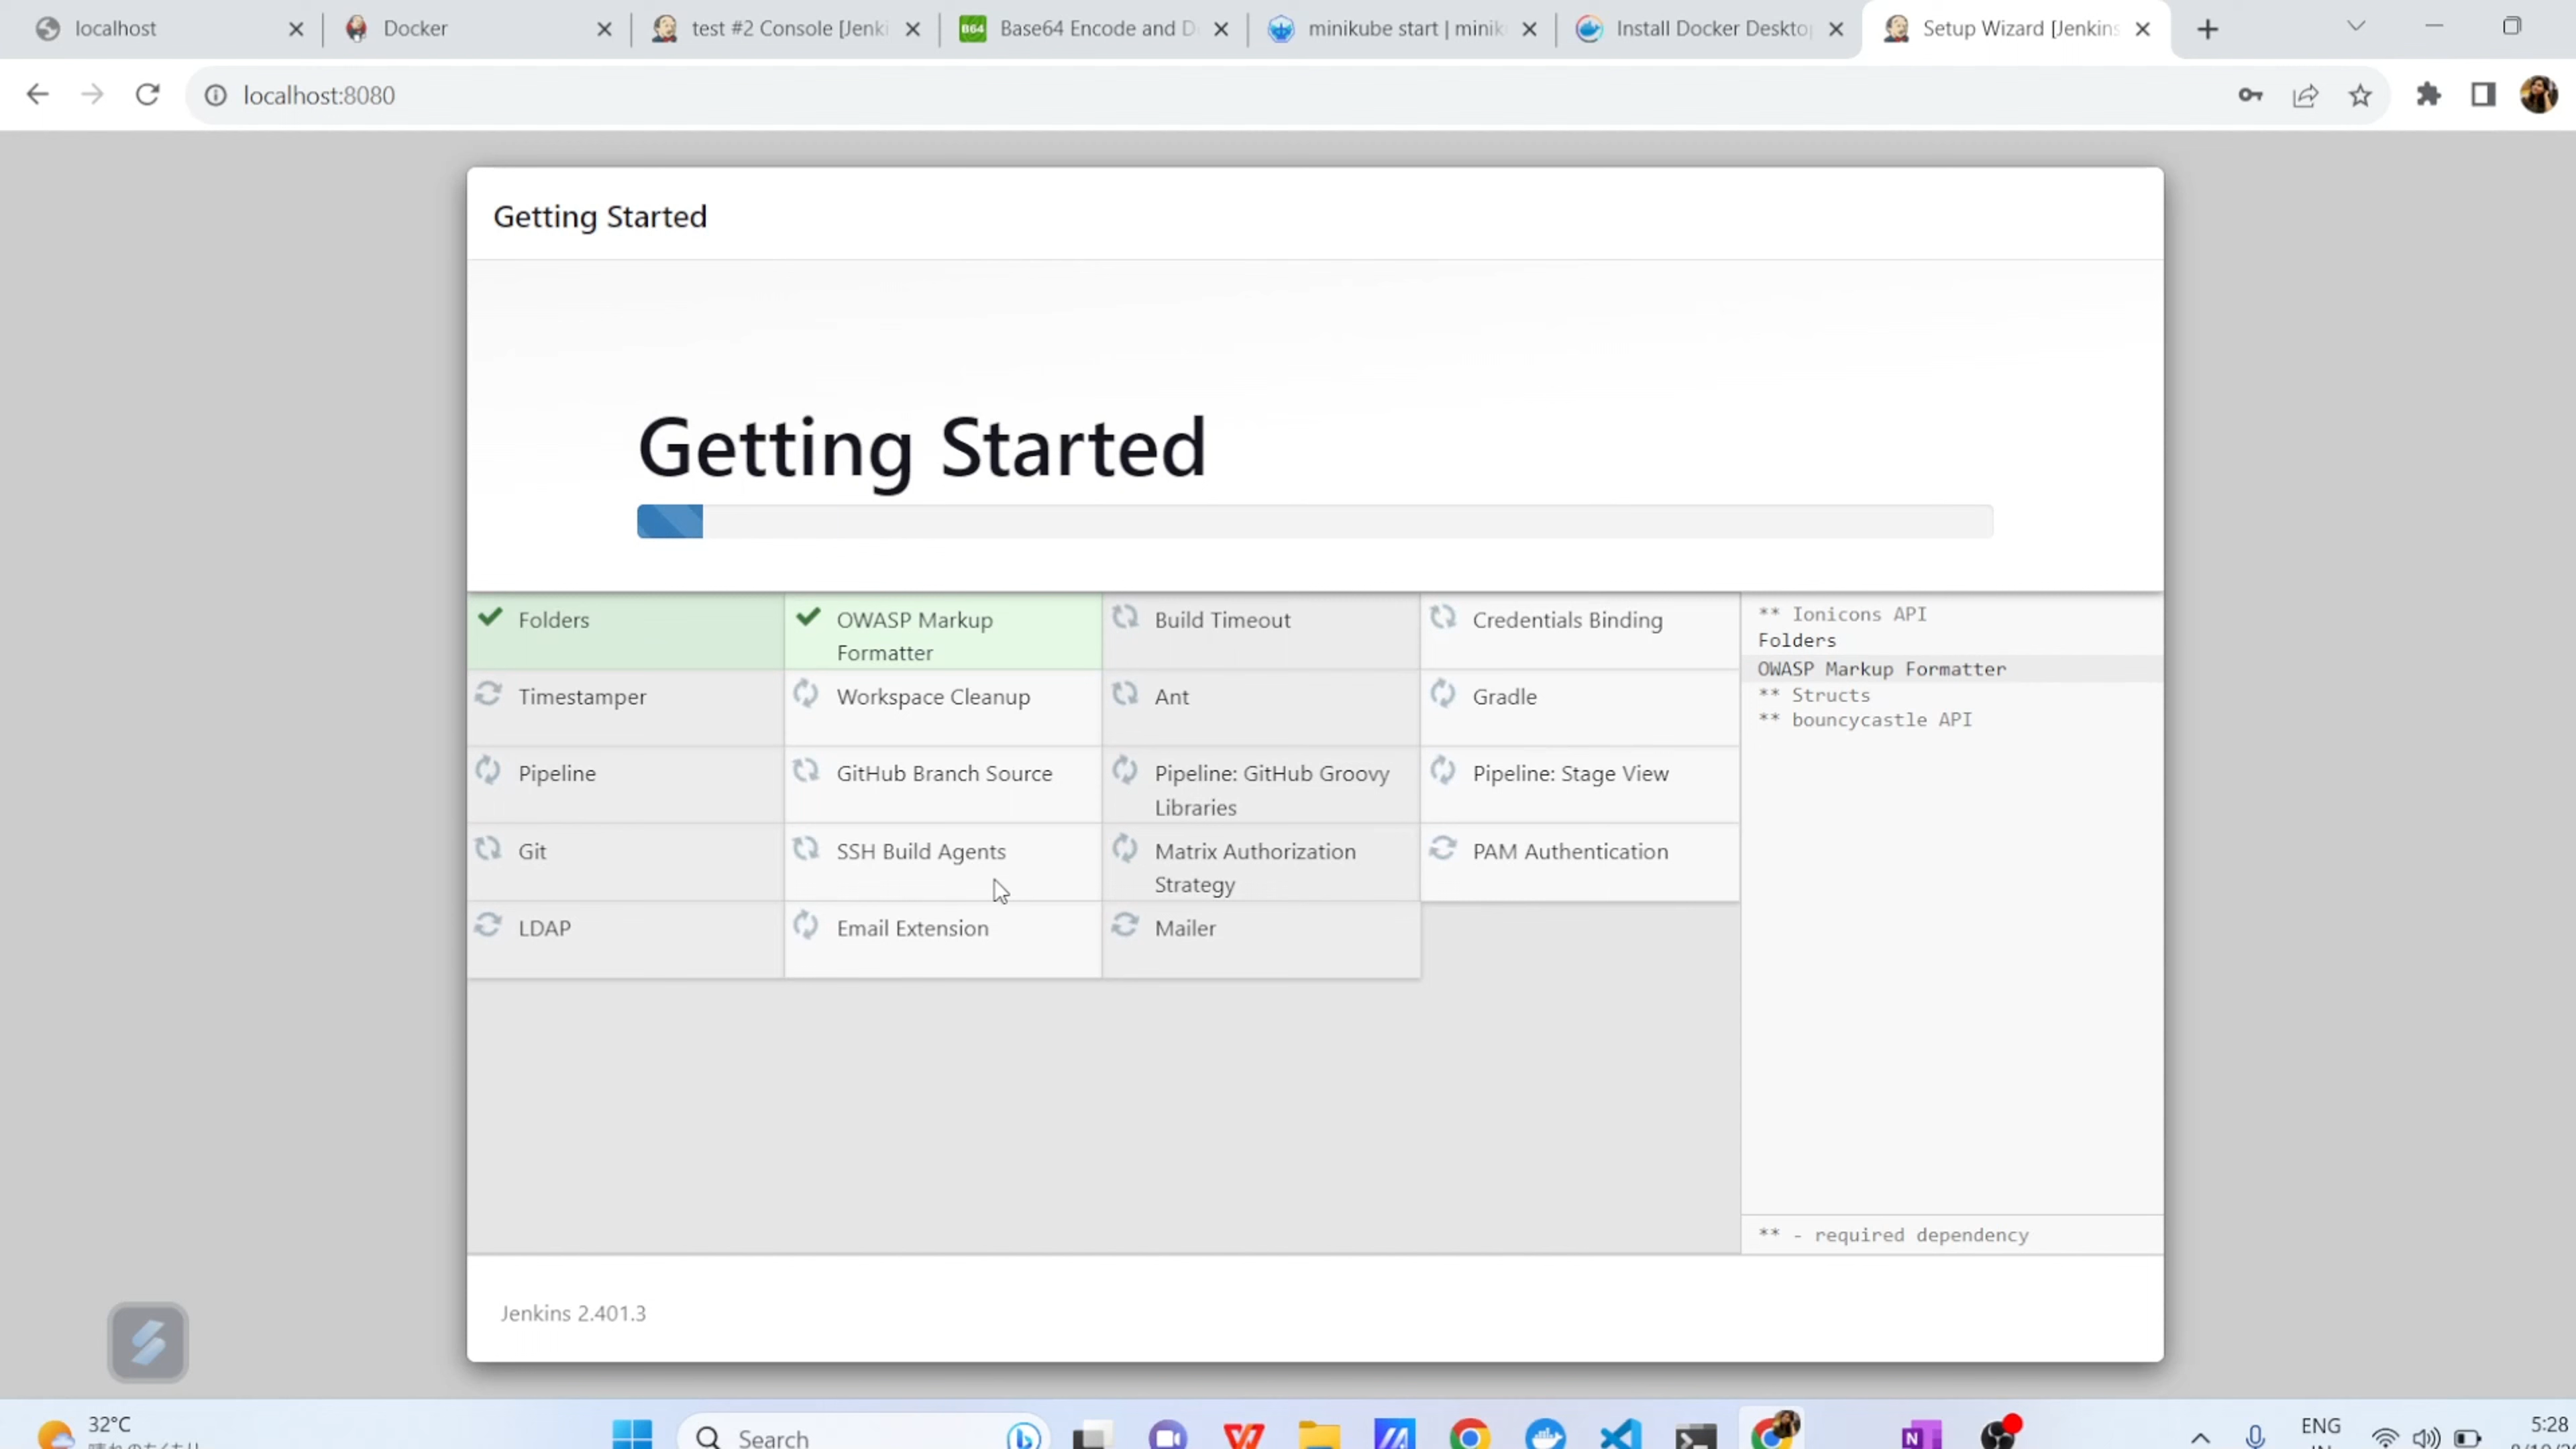 localhost
Docker
test #2 Console [Jenki
Base64 Encode and D
minikube start | minik
Install Docker Deskto
Setup Wizard [Jenkins
localhost:8080
Getting Started
Getting Started
Folders
OWASP Markup
Formatter
Build Timeout
Credentials Binding
Timestamper
Workspace Cleanup
Ant
Gradle
Pipeline
GitHub Branch Source
Pipeline: GitHub Groovy
Libraries
Pipeline: Stage View
Git
SSH Build Agents
Matrix Authorization
Strategy
PAM Authentication
LDAP
Email Extension
Mailer
** Ionicons API
Folders
OWASP Markup Formatter
** Structs
** bouncycastle API
** - required dependency
Jenkins 2.401.3
32°C
Search
ENG
5:28